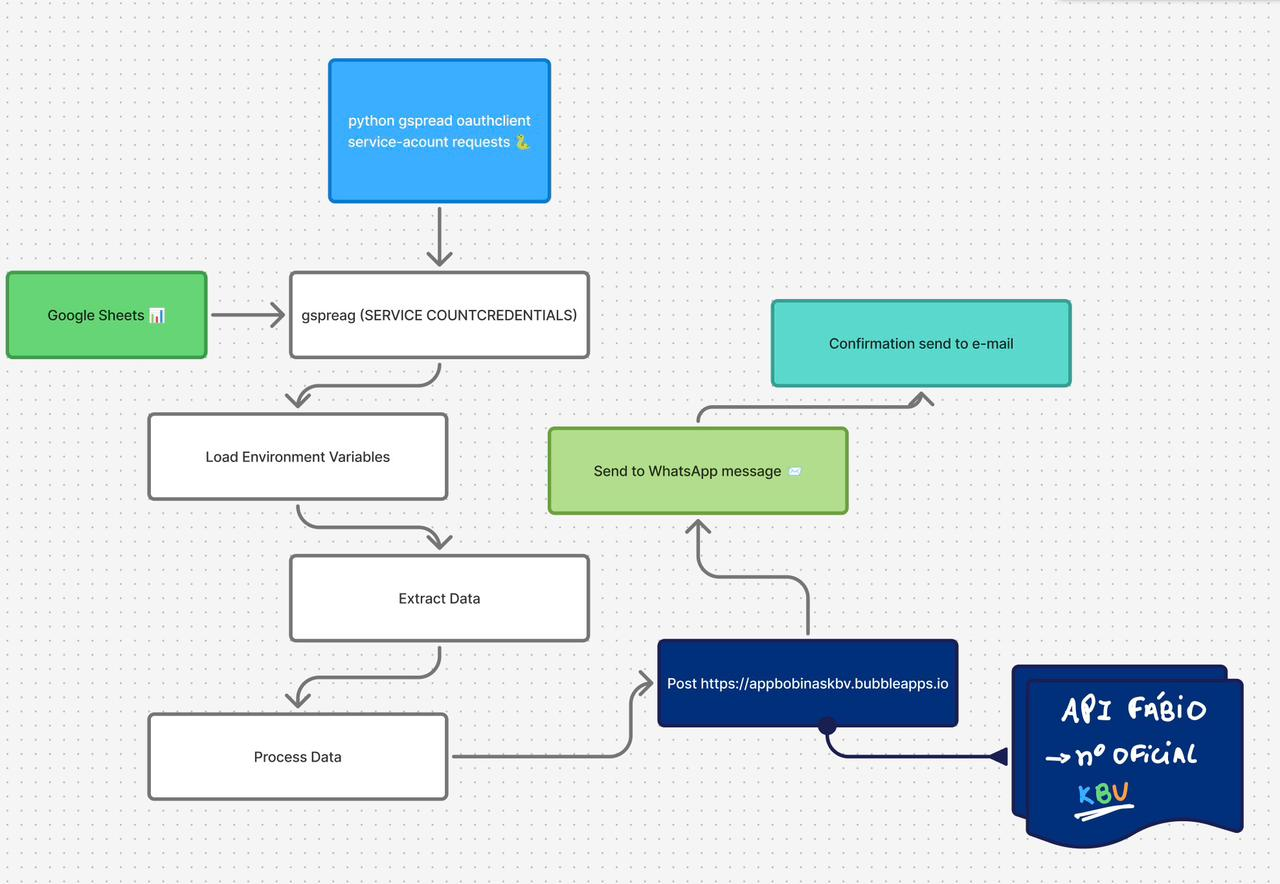 python gspread oauthclient
service-acount requests 🐍
Google Sheets 📊
gspreag (SERVICE COUNTCREDENTIALS)
Confirmation send to e-mail
Load Environment Variables
Send to WhatsApp message 📨
Extract Data
Post https://appbobinaskbv.bubbleapps.io
API FÁBIO
→ nº OFICIAL
KBU
Process Data